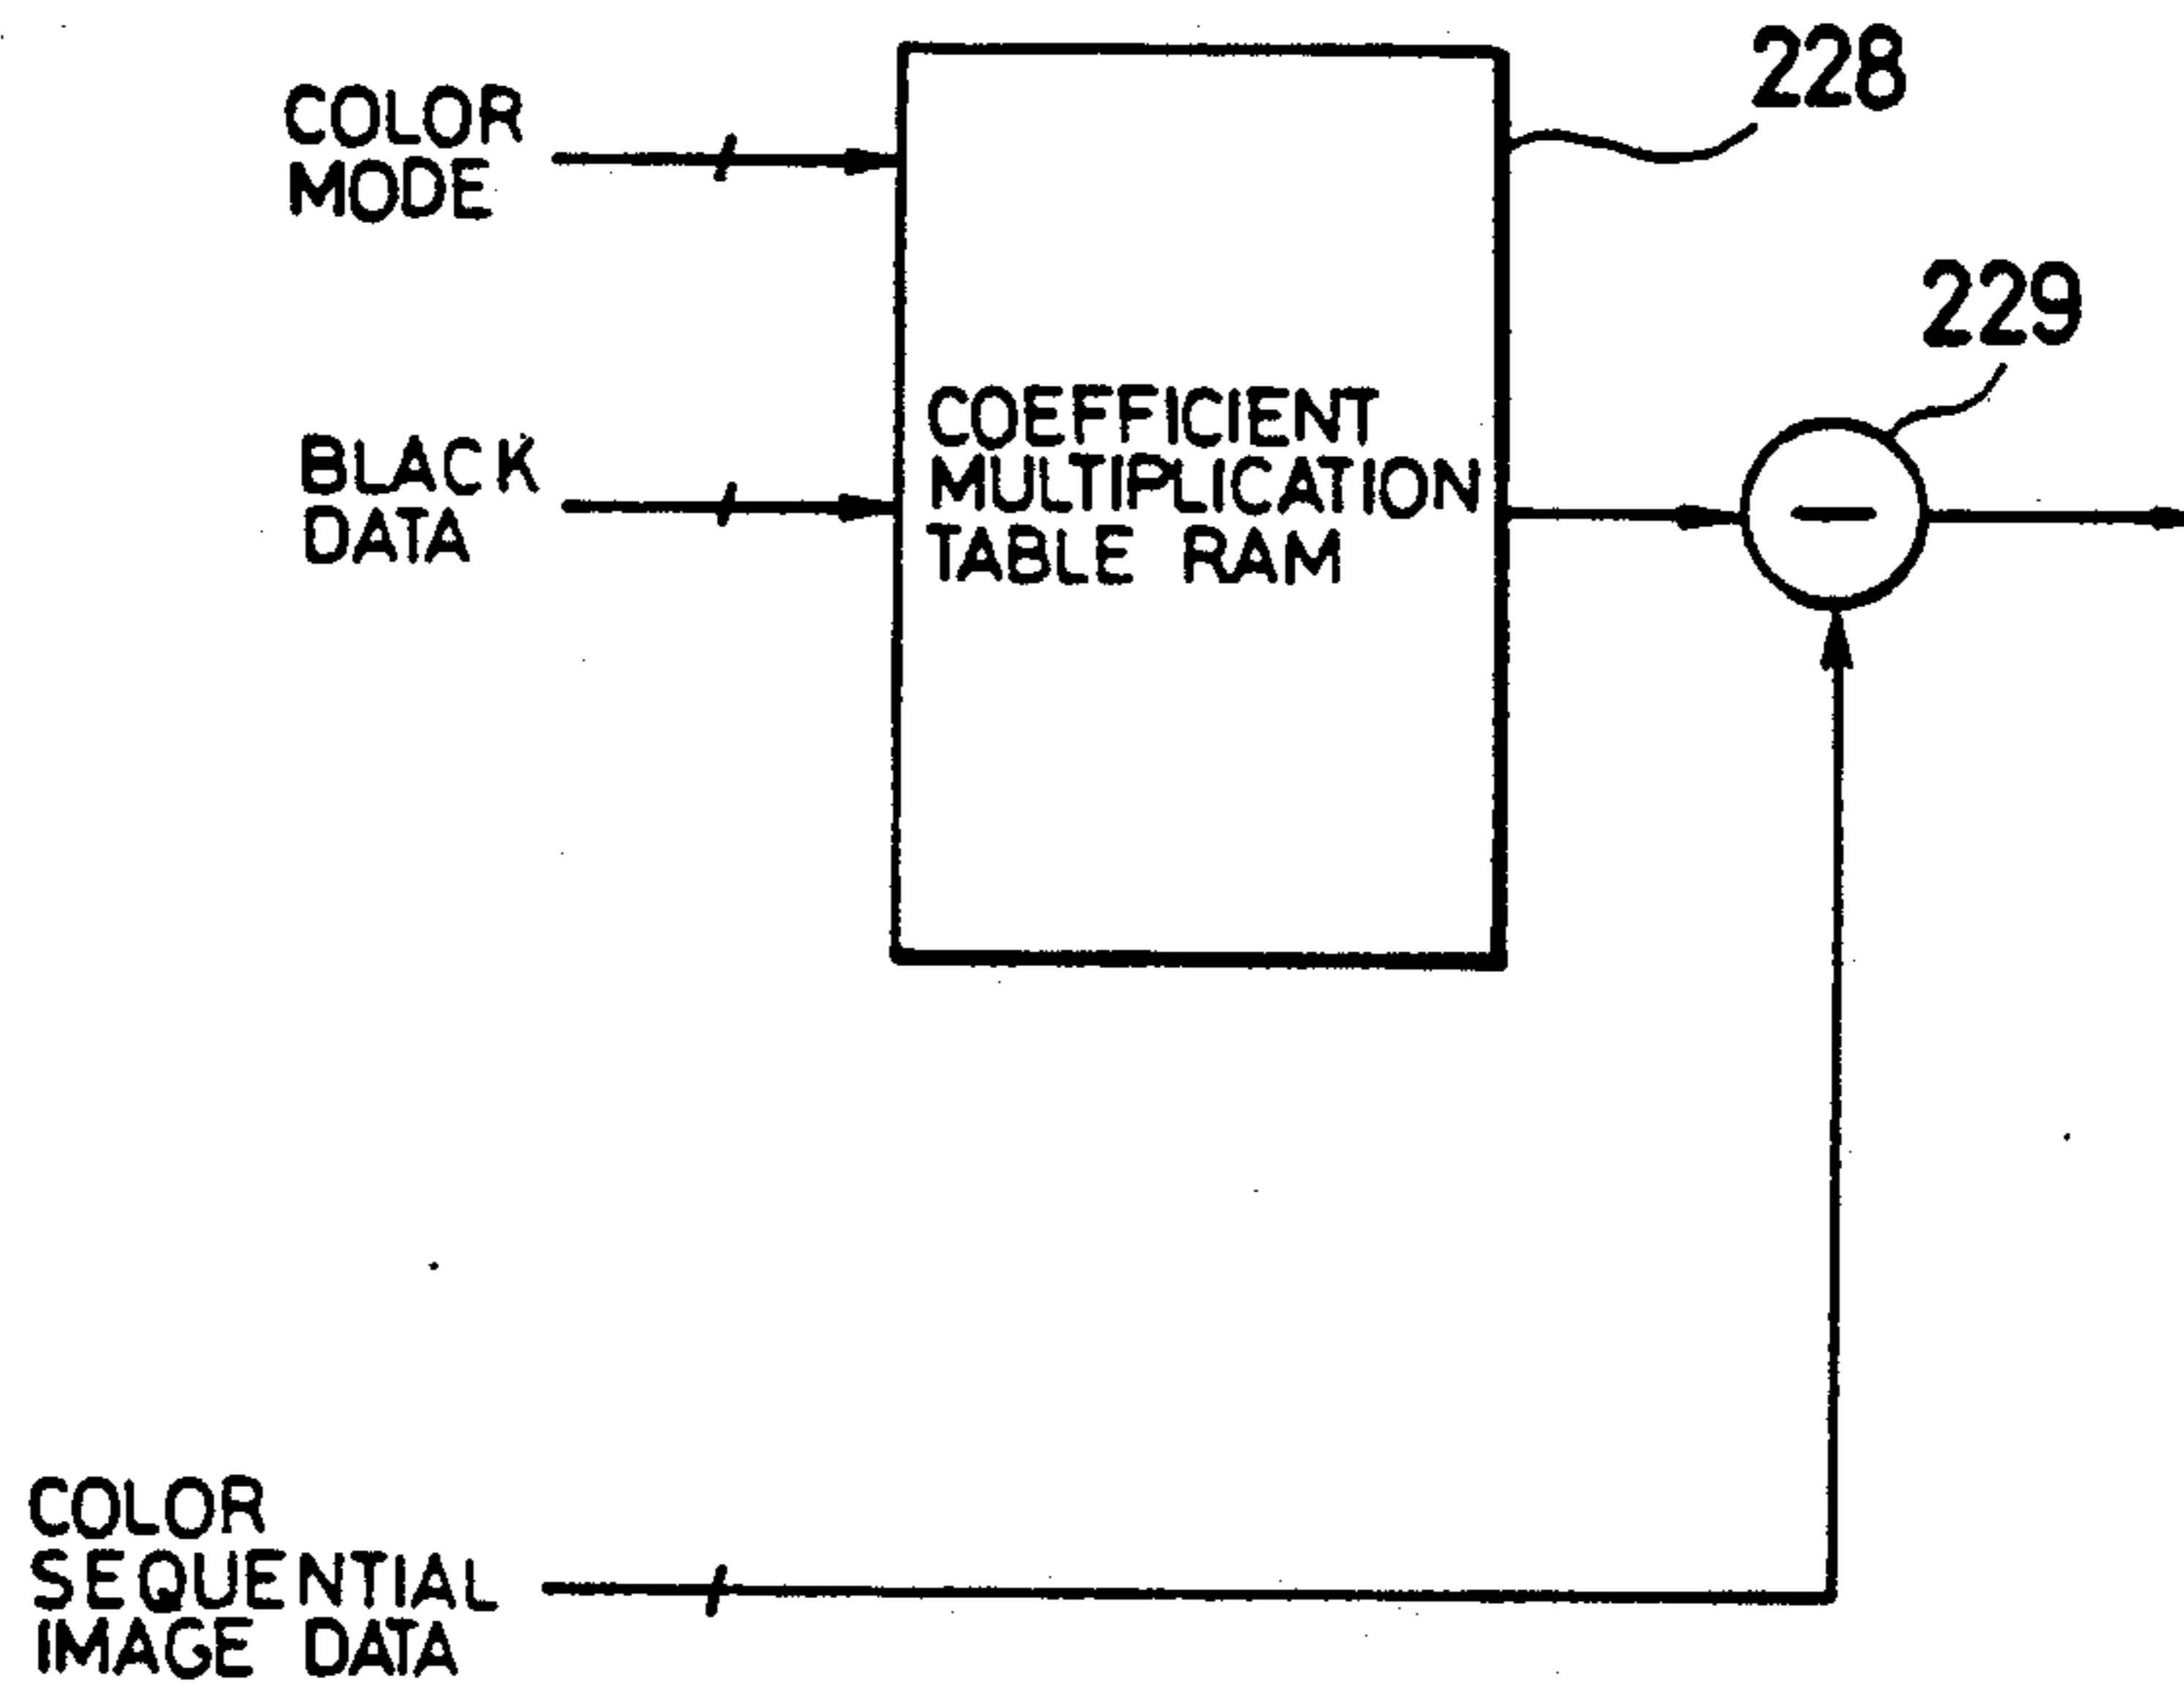 COLOR
MODE
228
229
BLACK
DATA
COEFFICIENT
MULTIPLICATION
TABLE RAM
COLOR
SEQUENTIAL
IMAGE DATA